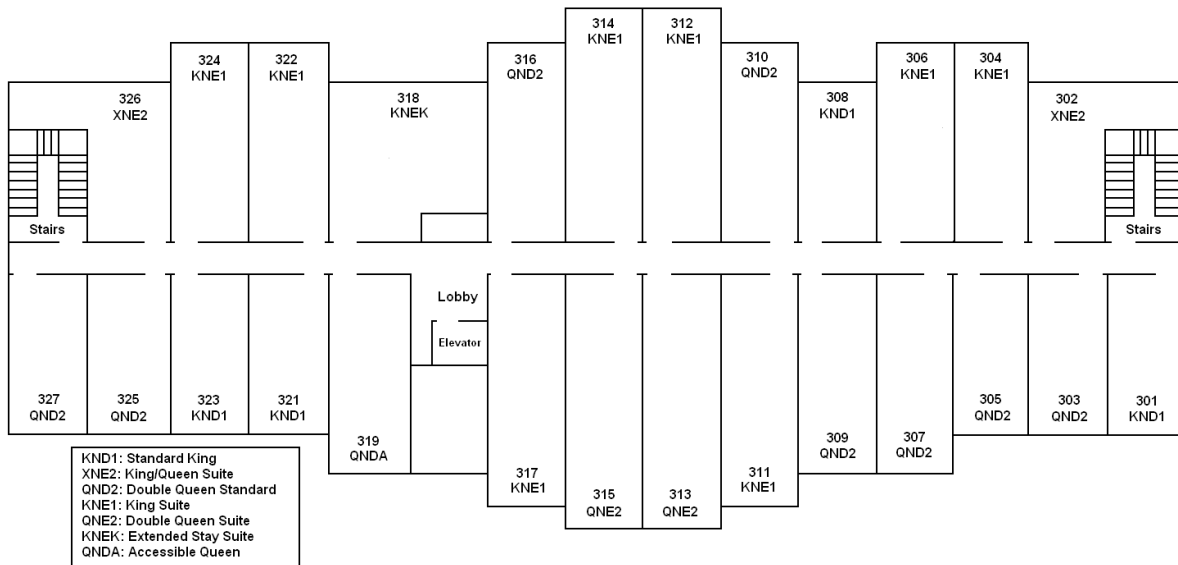 314
KNE1
312
KNE1
324
KNE1
322
KNE1
316
QND2
310
QND2
306
KNE1
304
KNE1
326
XNE2
318
KNEK
308
KND1
302
XNE2
Stairs
Stairs
Lobby
Elevator
327
QND2
325
QND2
323
KND1
321
KND1
319
QNDA
317
KNE1
315
QNE2
313
QNE2
311
KNE1
309
QND2
307
QND2
305
QND2
303
QND2
301
KND1
KND1: Standard King
XNE2: King/Queen Suite
QND2: Double Queen Standard
KNE1: King Suite
QNE2: Double Queen Suite
KNEK: Extended Stay Suite
QNDA: Accessible Queen